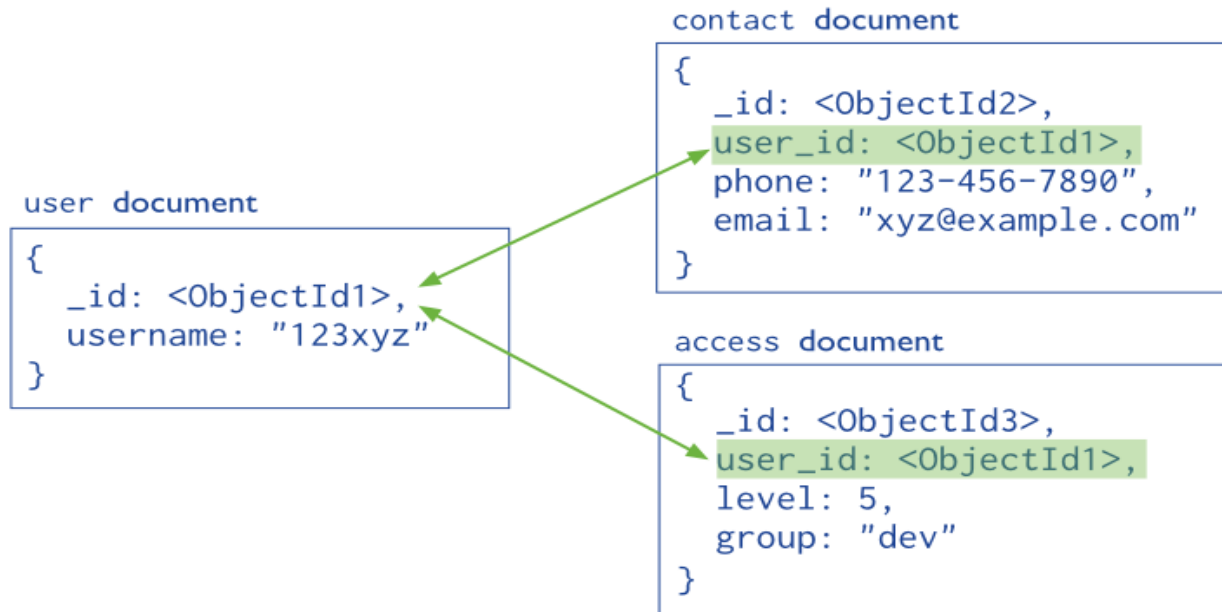 user document
{
_id: <ObjectId1>,
username: "123xyz"
}
contact document
{
_id: <ObjectId2>,
user_id: <ObjectId1>,
phone: "123-456-7890",
email: "xyz@example.com"
}
access document
{
_id: <ObjectId3>,
user_id: <ObjectId1>,
level: 5,
group: "dev"
}